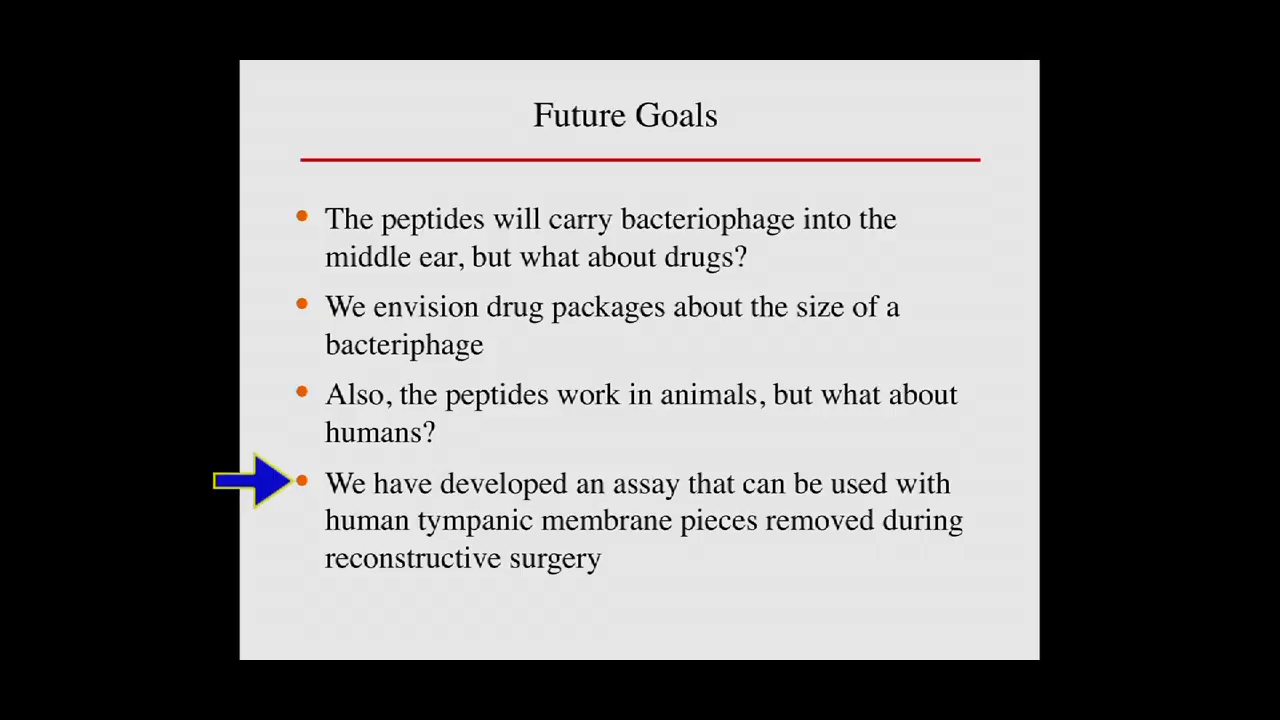 Future Goals
The peptides will carry bacteriophage into the
middle ear, but what about drugs?
We envision drug packages about the size of a
bacteriphage
Also, the peptides work in animals, but what about
humans?
We have developed an assay that can be used with
human tympanic membrane pieces removed during
reconstructive surgery